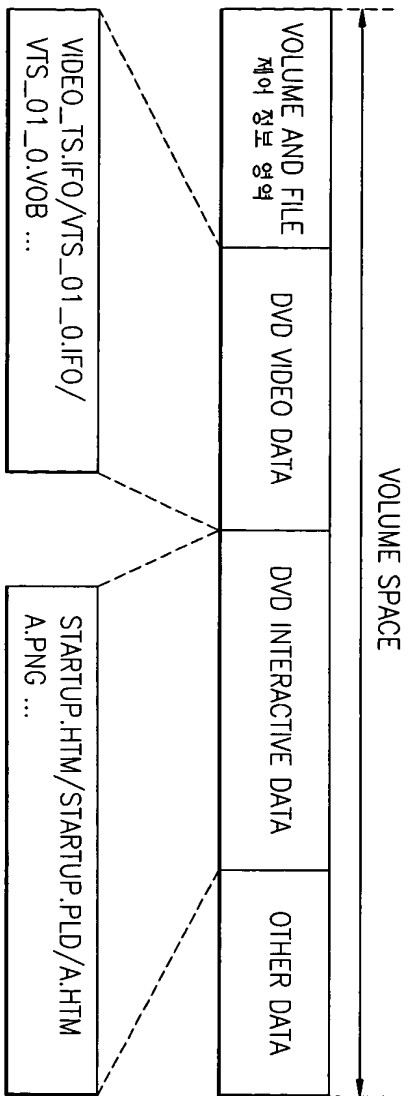 VOLUME SPACE
VOLUME AND FILE
제어 정보 영역
DVD VIDEO DATA
DVD INTERACTIVE DATA
OTHER DATA
VIDEO_TS.IFO/VTS_01_0.IFO/
VTS_01_0.VOB ...
STARTUP.HTM/STARTUP.PLD/A.HTM
A.PNG ...